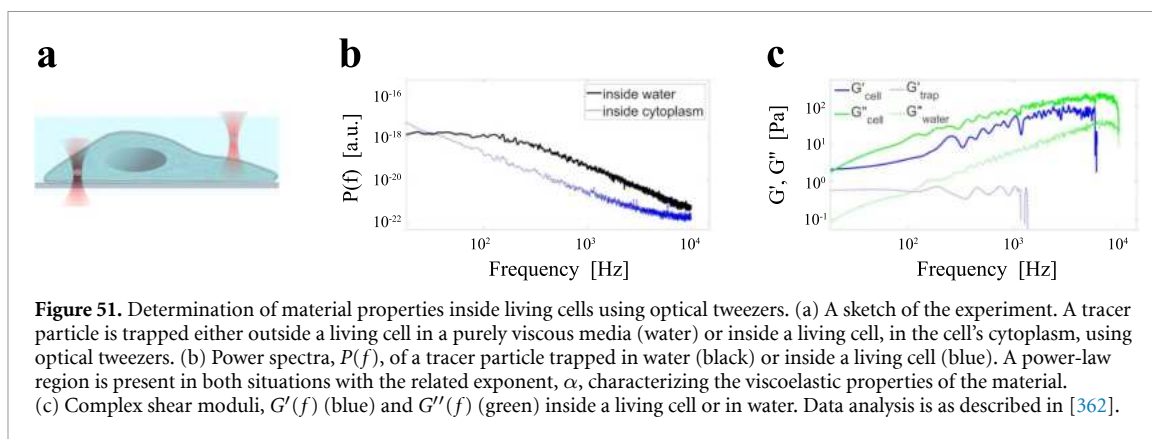 a
b
c
10⁻¹⁶
10⁻¹⁸
10⁻²⁰
10⁻²²
P(f) [a.u.]
inside water
inside cytoplasm
10² 10³ 10⁴
Frequency [Hz]
G', G'' [Pa]
10²
10¹
10⁰
10⁻¹
G'cell G'trap
G''cell G''water
10² 10³ 10⁴
Frequency [Hz]
Figure 51. Determination of material properties inside living cells using optical tweezers. (a) A sketch of the experiment. A tracer
particle is trapped either outside a living cell in a purely viscous media (water) or inside a living cell, in the cell's cytoplasm, using
optical tweezers. (b) Power spectra, P(f), of a tracer particle trapped in water (black) or inside a living cell (blue). A power-law
region is present in both situations with the related exponent, α, characterizing the viscoelastic properties of the material.
(c) Complex shear moduli, G′(f) (blue) and G′′(f) (green) inside a living cell or in water. Data analysis is as described in [362].